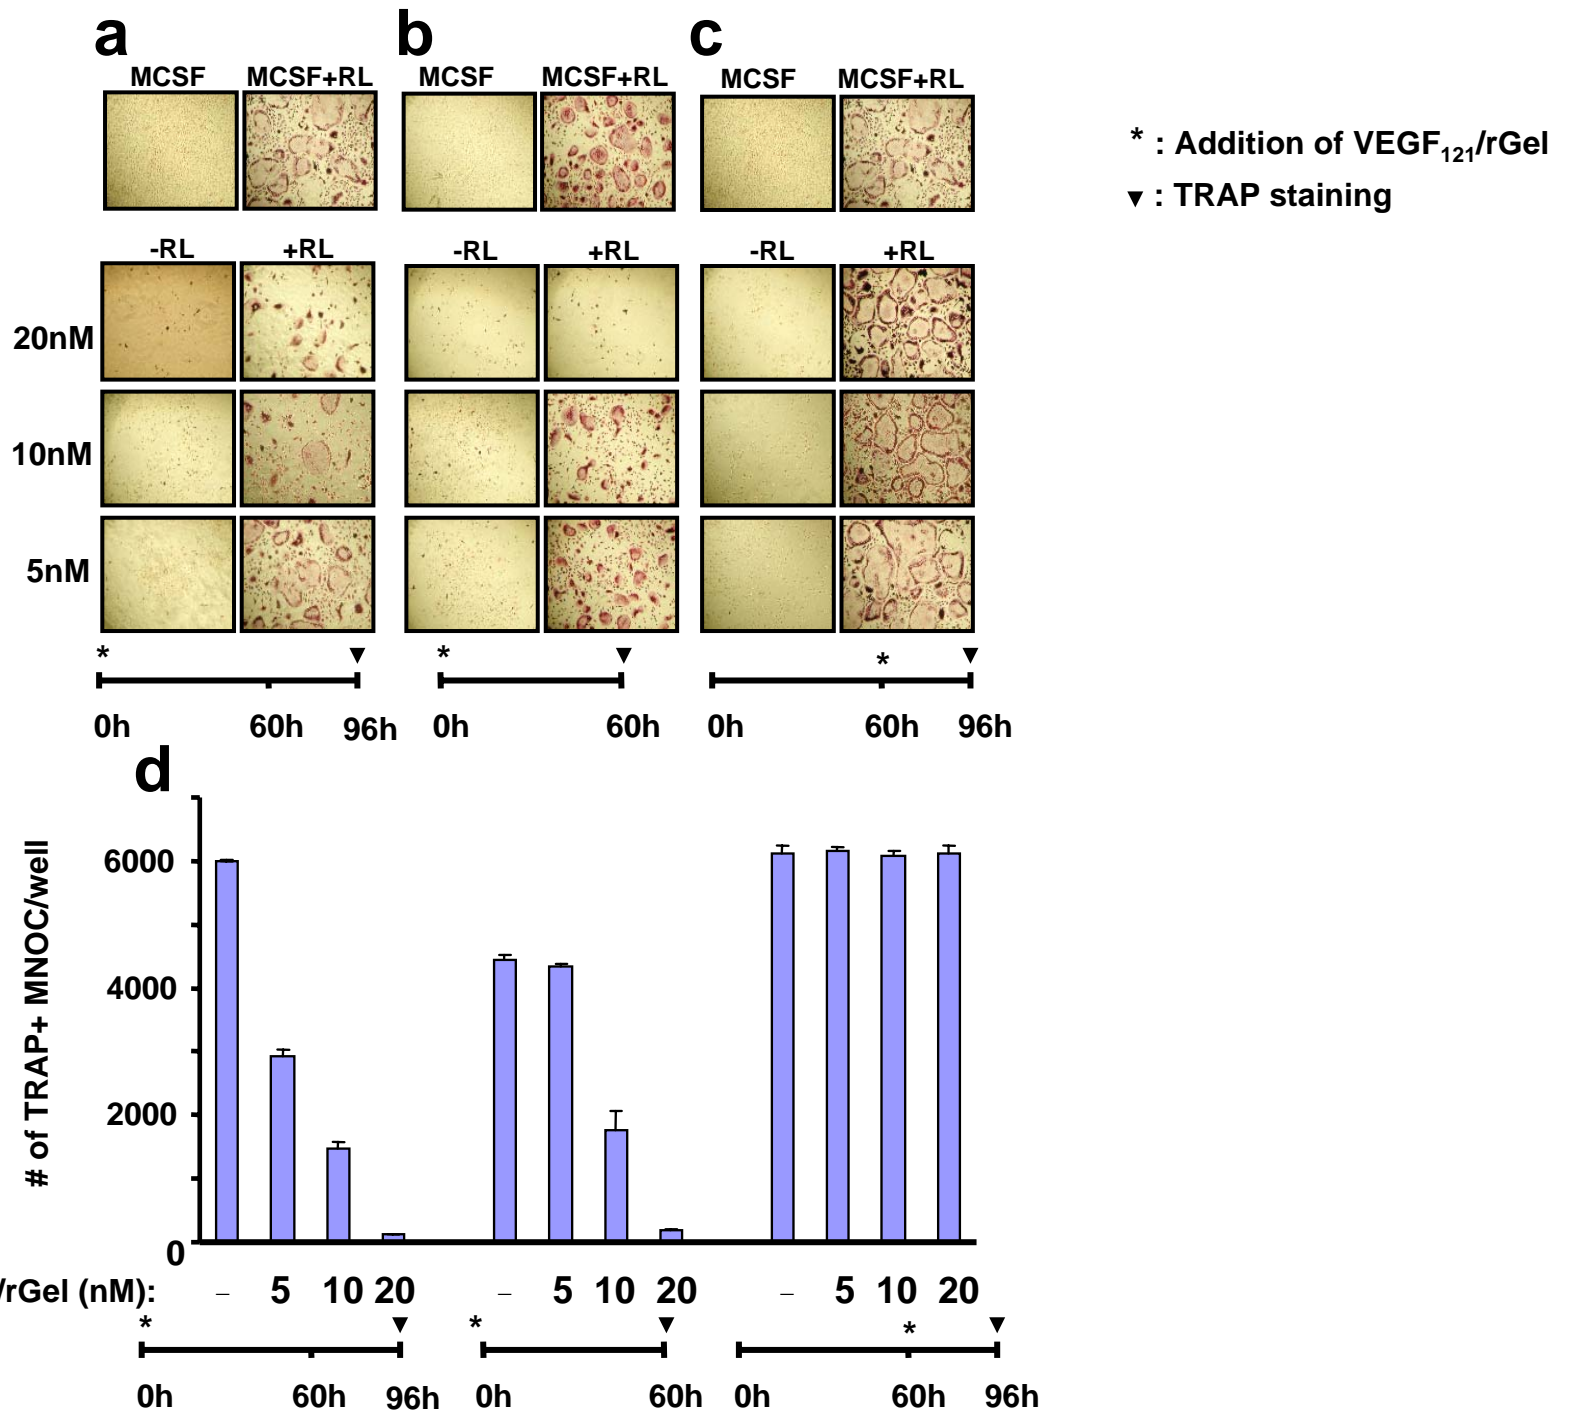 a b c
MCSF MCSF+RL MCSF MCSF+RL MCSF MCSF+RL
* : Addition of VEGF121/rGel
▼ : TRAP staining
-RL +RL -RL +RL -RL +RL
20nM
10nM
5nM
* ▼ * ▼ * ▼
0h 60h 96h 0h 60h 0h 60h 96h
d
# of TRAP+ MNOC/well
6000
4000
2000
0
/rGel (nM): – 5 10 20 – 5 10 20 – 5 10 20
* ▼ * ▼ * ▼
0h 60h 96h 0h 60h 0h 60h 96h